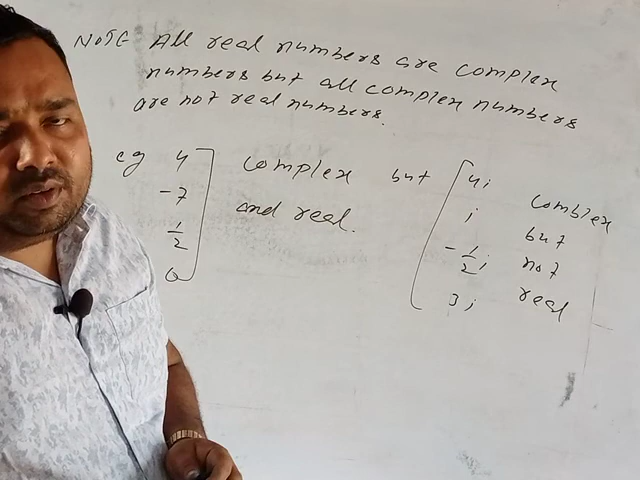 NOTE All real numbers are complex
numbers but all complex numbers
are not real numbers.
eg 4
-7
1/2
0
complex
and real.
but
4i
i
-1/2 i
3i
complex
but
not
real